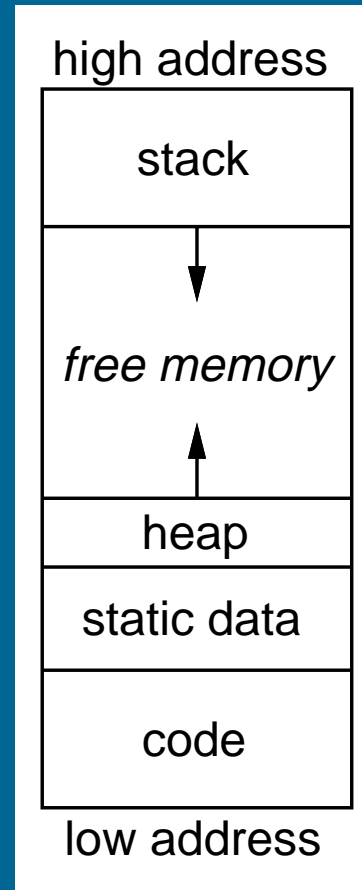 high address
stack
free memory
heap
static data
code
low address